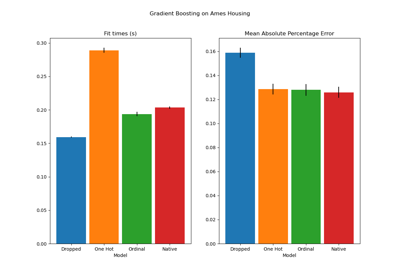 Gradient Boosting on Ames Housing
Fit times (s)
0.30
0.25
0.20
0.15
0.10
0.05
0.00
Dropped One Hot Ordinal Native
Model
Mean Absolute Percentage Error
0.16
0.14
0.12
0.10
0.08
0.06
0.04
0.02
0.00
Dropped One Hot Ordinal Native
Model